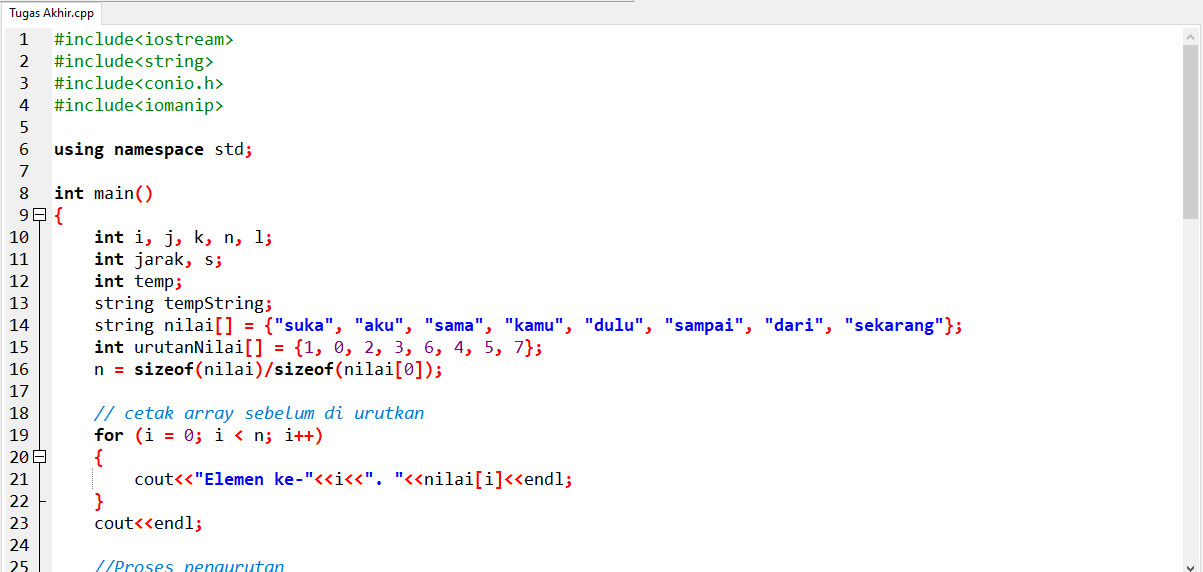 Tugas Akhir.cpp
1 #include<iostream>
2 #include<string>
3 #include<conio.h>
4 #include<iomanip>
5
6 using namespace std;
7
8 int main()
9 {
10 int i, j, k, n, l;
11 int jarak, s;
12 int temp;
13 string tempString;
14 string nilai[] = {"suka", "aku", "sama", "kamu", "dulu", "sampai", "dari", "sekarang"};
15 int urutanNilai[] = {1, 0, 2, 3, 6, 4, 5, 7};
16 n = sizeof(nilai)/sizeof(nilai[0]);
17
18 // cetak array sebelum di urutkan
19 for (i = 0; i < n; i++)
20 {
21 cout<<"Elemen ke-"<<i<<". "<<nilai[i]<<endl;
22 }
23 cout<<endl;
24
25 //Proses pengurutan